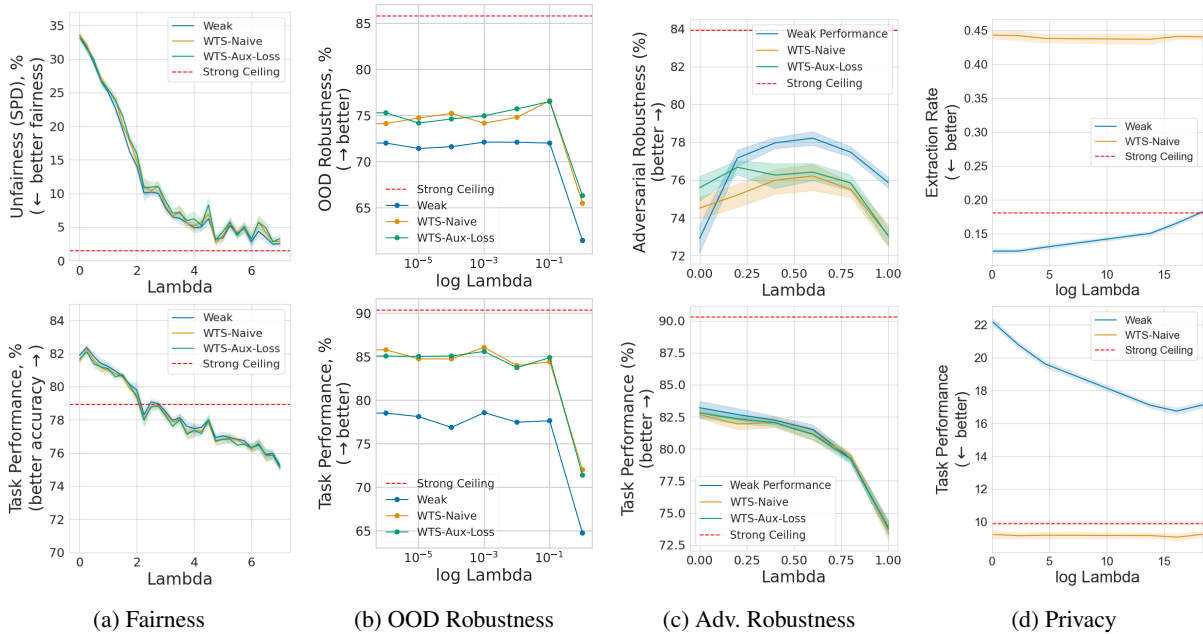 Unfairness (SPD), %
(← better fairness)
35
30
25
20
15
10
5
0
0
2
4
6
Lambda
Weak
WTS-Naive
WTS-Aux-Loss
Strong Ceiling
OOD Robustness, %
(→ better)
85
80
75
70
65
10⁻⁵
10⁻³
10⁻¹
log Lambda
Strong Ceiling
Weak
WTS-Naive
WTS-Aux-Loss
Adversarial Robustness (%)
(better →)
84
82
80
78
76
74
72
0.00
0.25
0.50
0.75
1.00
Lambda
Weak Performance
WTS-Naive
WTS-Aux-Loss
Strong Ceiling
Extraction Rate
(← better)
0.45
0.40
0.35
0.30
0.25
0.20
0.15
0
5
10
15
log Lambda
Weak
WTS-Naive
Strong Ceiling
Task Performance, %
(better accuracy →)
84
82
80
78
76
74
72
70
0
2
4
6
Lambda
Weak
WTS-Naive
WTS-Aux-Loss
Strong Ceiling
Task Performance, %
(→ better)
90
85
80
75
70
65
10⁻⁵
10⁻³
10⁻¹
log Lambda
Strong Ceiling
Weak
WTS-Naive
WTS-Aux-Loss
Task Performance (%)
(better →)
90.0
87.5
85.0
82.5
80.0
77.5
75.0
72.5
0.00
0.25
0.50
0.75
1.00
Lambda
Weak Performance
WTS-Naive
WTS-Aux-Loss
Strong Ceiling
Task Performance
(← better)
22
20
18
16
14
12
10
0
5
10
15
log Lambda
Weak
WTS-Naive
Strong Ceiling
(a) Fairness
(b) OOD Robustness
(c) Adv. Robustness
(d) Privacy